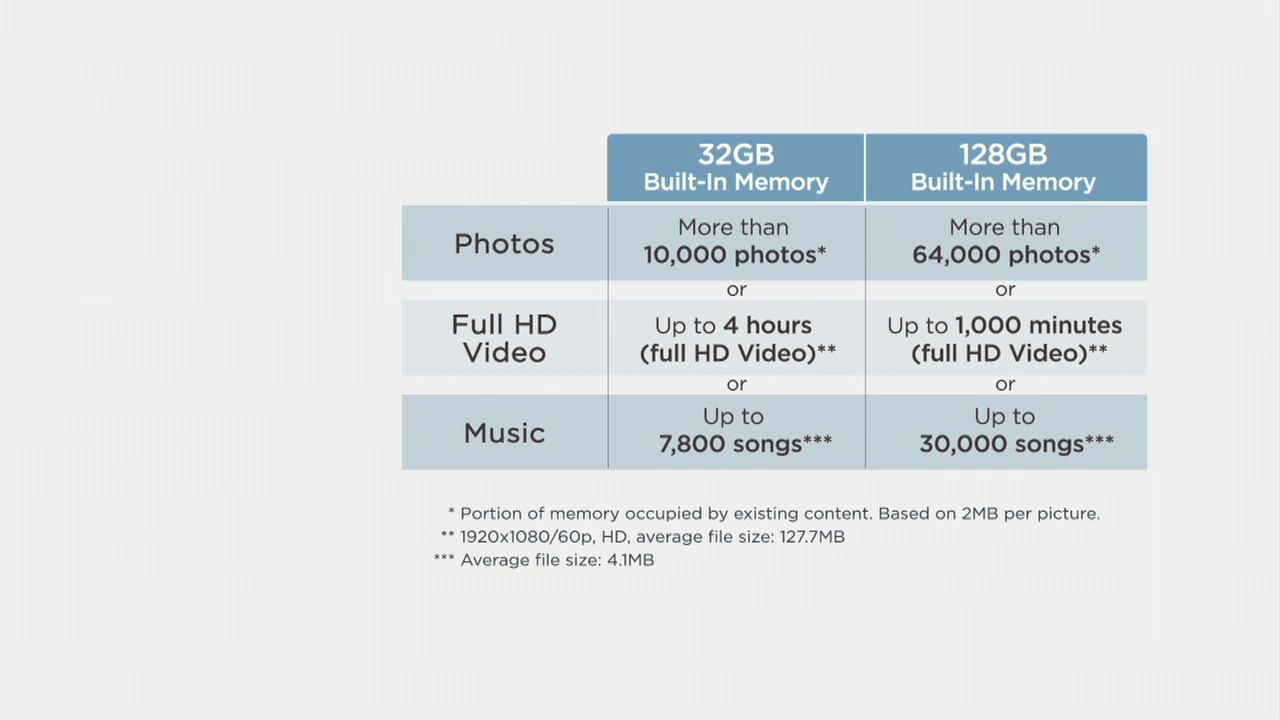 32GB
Built-In Memory
128GB
Built-In Memory
Photos
More than
10,000 photos*
More than
64,000 photos*
or
or
Full HD
Video
Up to 4 hours
(full HD Video)**
Up to 1,000 minutes
(full HD Video)**
or
or
Music
Up to
7,800 songs***
Up to
30,000 songs***
* Portion of memory occupied by existing content. Based on 2MB per picture.
** 1920x1080/60p, HD, average file size: 127.7MB
*** Average file size: 4.1MB